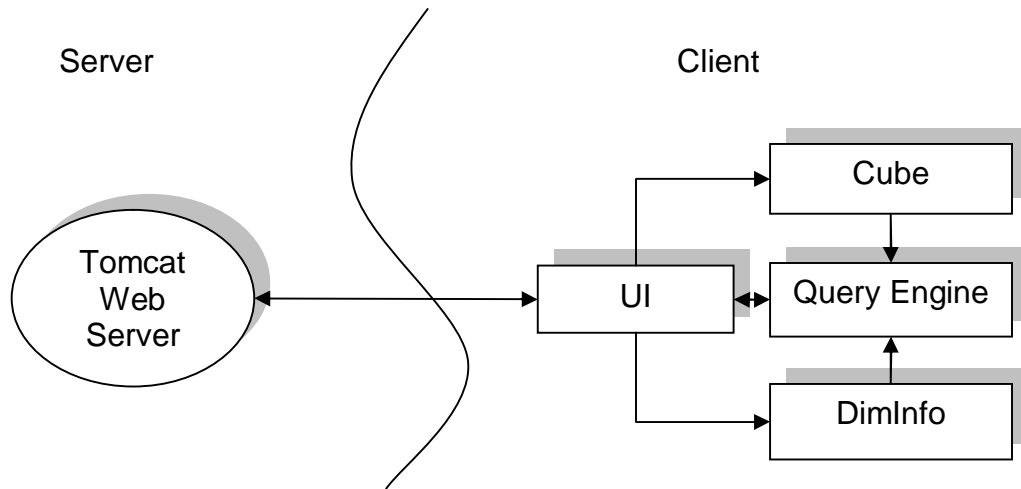 Server
Client
Tomcat
Web
Server
UI
Cube
Query Engine
DimInfo